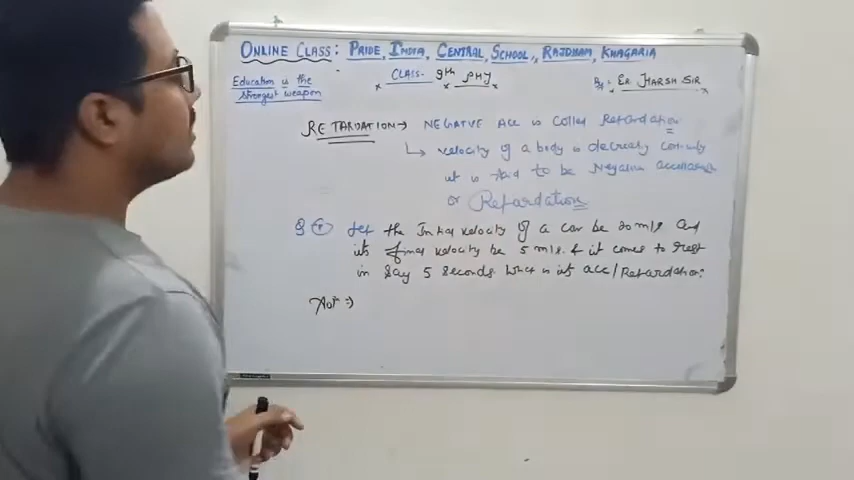 ONLINE CLASS: PRIDE, INDIA, CENTRAL, SCHOOL, RAJDHAM, KHAGARIA
Education is the strongest weapon
CLASS- 9th PHY
By:- Er HARSH SIR
RETARDATION → NEGATIVE Acc is called Retardation
↳ velocity of a body is decreasing continuously
it is said to be Negative acceleration
or Retardation
Q ① Let the Initial velocity of a car be 20 m/s and
its final velocity be 5 m/s & it comes to rest
in say 5 seconds what is its acc/Retardation?